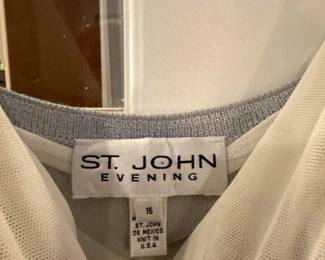 ST. JOHN
EVENING
16
ST. JOHN
DE MEXICO
KNIT IN
U.S.A